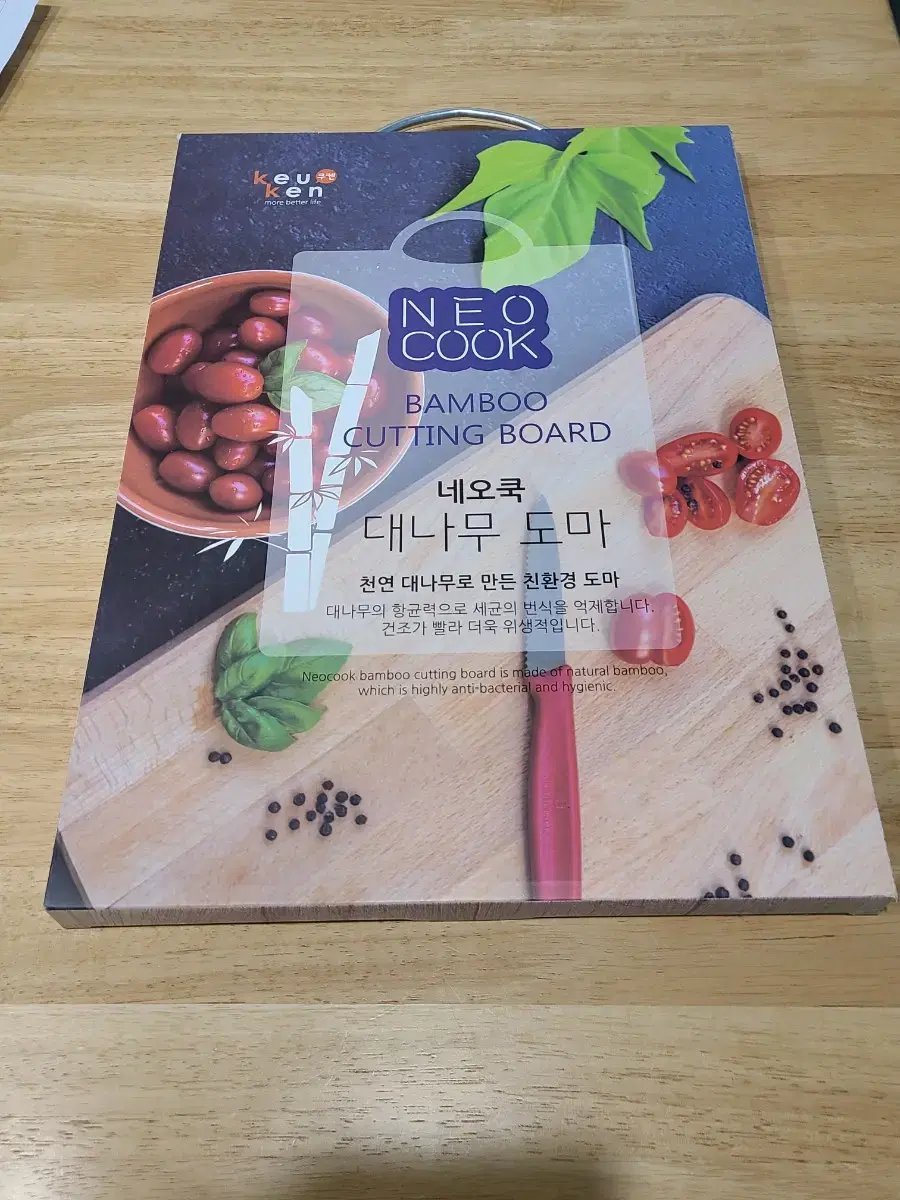 keu쿠벤
ken
more better life
NEO
COOK
BAMBOO
CUTTING BOARD
네오쿡
대나무 도마
천연 대나무로 만든 친환경 도마
대나무의 항균력으로 세균의 번식을 억제합니다.
건조가 빨라 더욱 위생적입니다.
Neocook bamboo cutting board is made of natural bamboo,
which is highly anti-bacterial and hygienic.